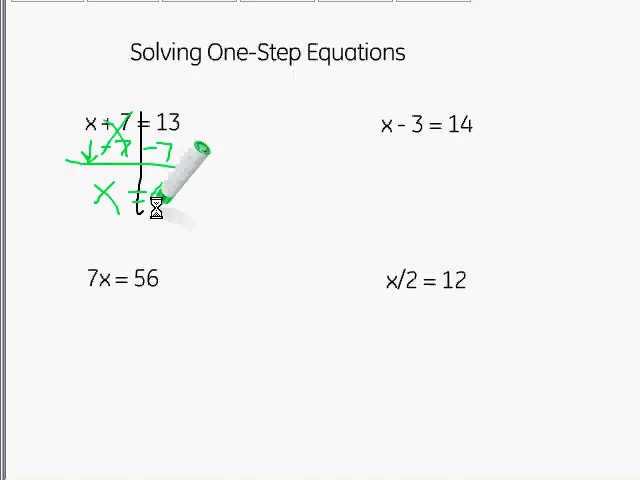 Solving One-Step Equations
x + 7 = 13
x - 3 = 14
- 7 - 7
x =
7x = 56
x/2 = 12